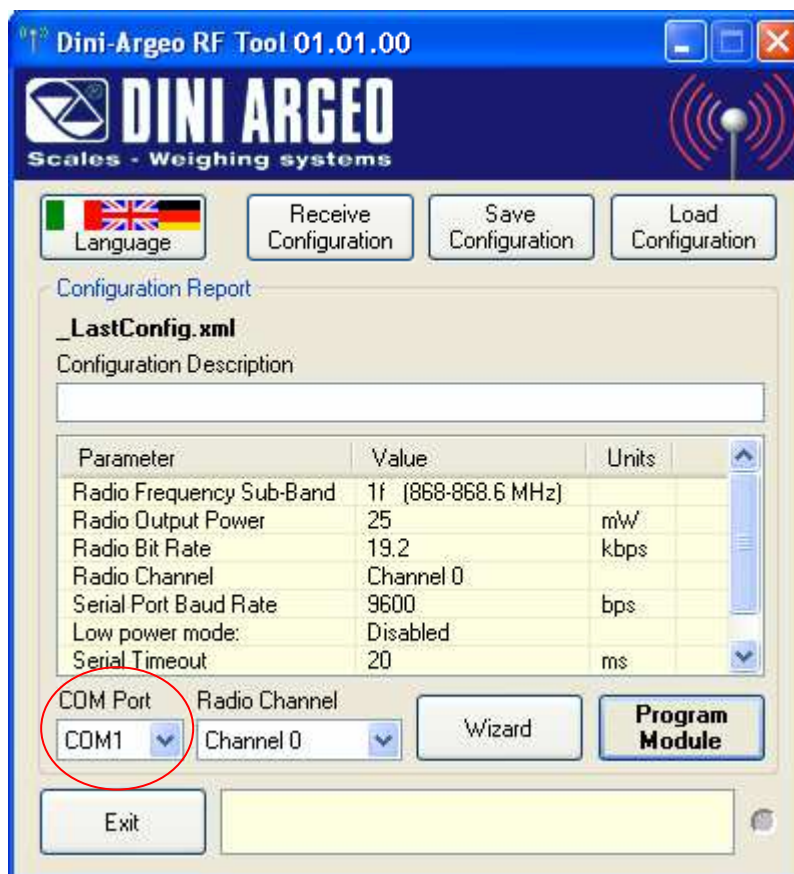 Dini-Argeo RF Tool 01.01.00
DINI ARGEO
Scales - Weighing systems
Language
Receive
Configuration
Save
Configuration
Load
Configuration
Configuration Report
_LastConfig.xml
Configuration Description
Parameter Value Units
Radio Frequency Sub-Band 1f (868-868.6 MHz)
Radio Output Power 25 mW
Radio Bit Rate 19.2 kbps
Radio Channel Channel 0
Serial Port Baud Rate 9600 bps
Low power mode: Disabled
Serial Timeout 20 ms
COM Port Radio Channel
COM1 Channel 0
Wizard
Program
Module
Exit